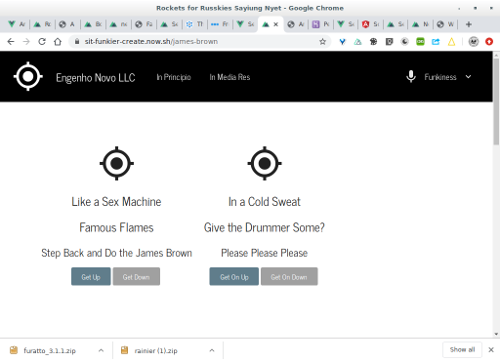 Rockets for Russkies Sayiung Nyet - Google Chrome
sit-funkier-create.now.sh/james-brown
Engenho Novo LLC
In Principio
In Media Res
Funkiness
Like a Sex Machine
In a Cold Sweat
Famous Flames
Give the Drummer Some?
Step Back and Do the James Brown
Please Please Please
Get Up
Get Down
Get On Up
Get On Down
furatto_3.1.1.zip
rainier (1).zip
Show all